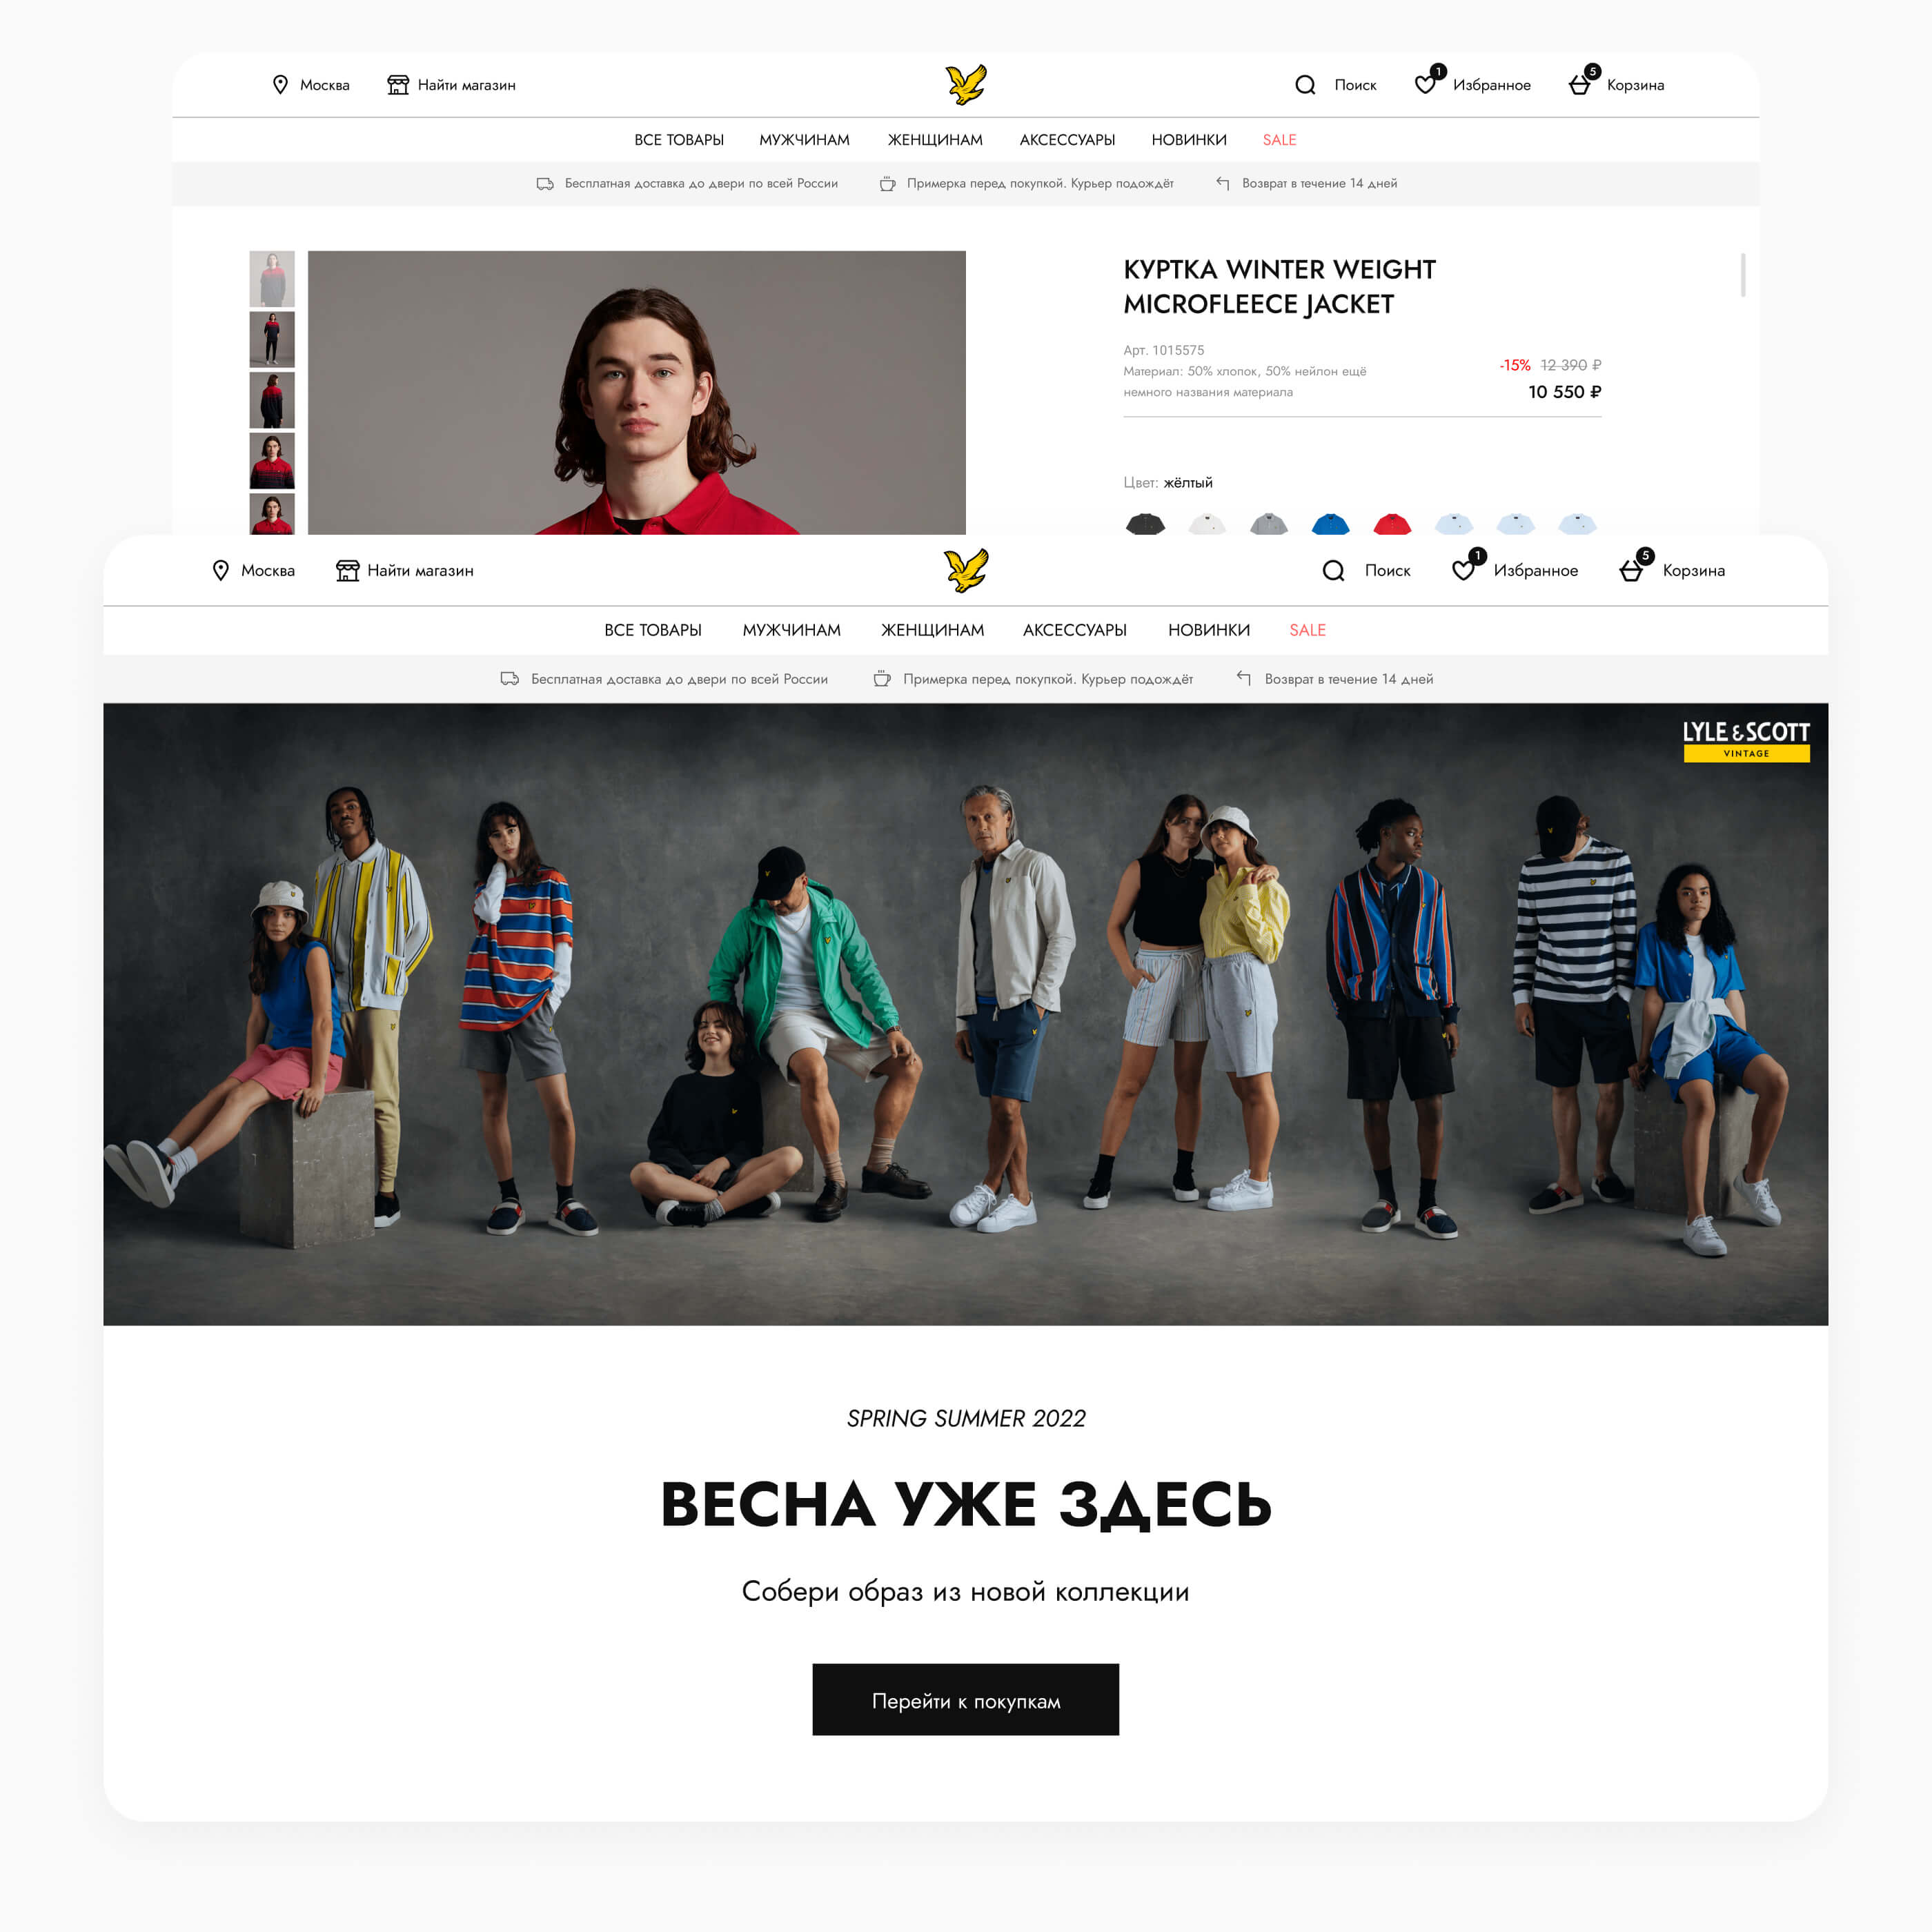 Москва Найти магазин Поиск 1 Избранное 5 Корзина
ВСЕ ТОВАРЫ МУЖЧИНАМ ЖЕНЩИНАМ АКСЕССУАРЫ НОВИНКИ SALE
Бесплатная доставка до двери по всей России Примерка перед покупкой. Курьер подождёт Возврат в течение 14 дней
КУРТКА WINTER WEIGHT
MICROFLEECE JACKET
Арт. 1015575
Материал: 50% хлопок, 50% нейлон ещё
немного названия материала
-15% 12 390 ₽
10 550 ₽
Цвет: жёлтый
Москва Найти магазин Поиск 1 Избранное 5 Корзина
ВСЕ ТОВАРЫ МУЖЧИНАМ ЖЕНЩИНАМ АКСЕССУАРЫ НОВИНКИ SALE
Бесплатная доставка до двери по всей России Примерка перед покупкой. Курьер подождёт Возврат в течение 14 дней
LYLE & SCOTT
VINTAGE
SPRING SUMMER 2022
ВЕСНА УЖЕ ЗДЕСЬ
Собери образ из новой коллекции
Перейти к покупкам